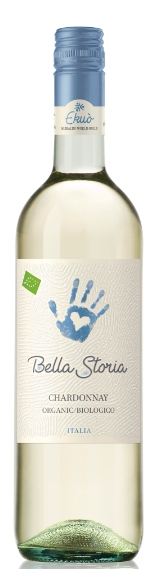 Ekuò
Bella Storia
CHARDONNAY
ORGANIC/BIOLOGICO
ITALIA